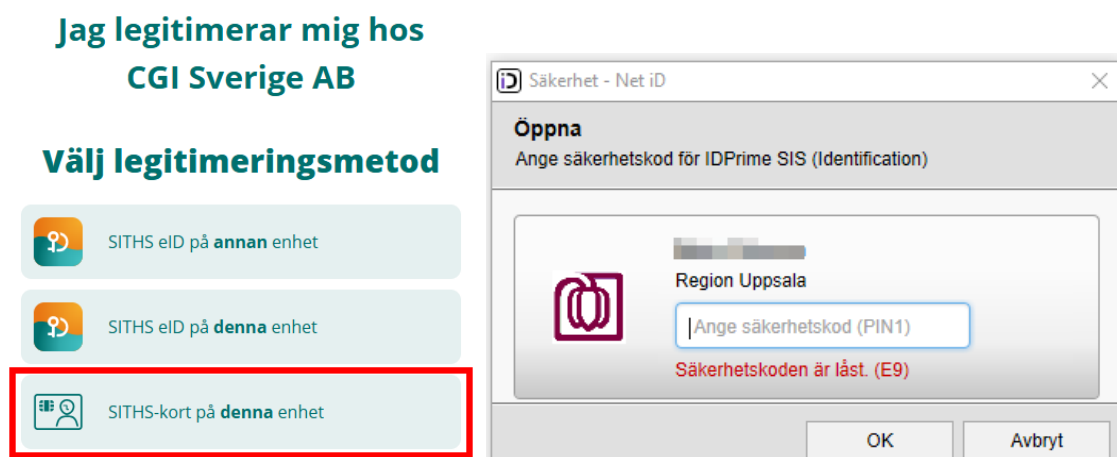 Jag legitimerar mig hos
CGI Sverige AB
Välj legitimeringsmetod
SITHS eID på annan enhet
SITHS eID på denna enhet
SITHS-kort på denna enhet
Säkerhet - Net iD
Öppna
Ange säkerhetskod för IDPrime SIS (Identification)
Region Uppsala
Ange säkerhetskod (PIN1)
Säkerhetskoden är låst. (E9)
OK
Avbryt